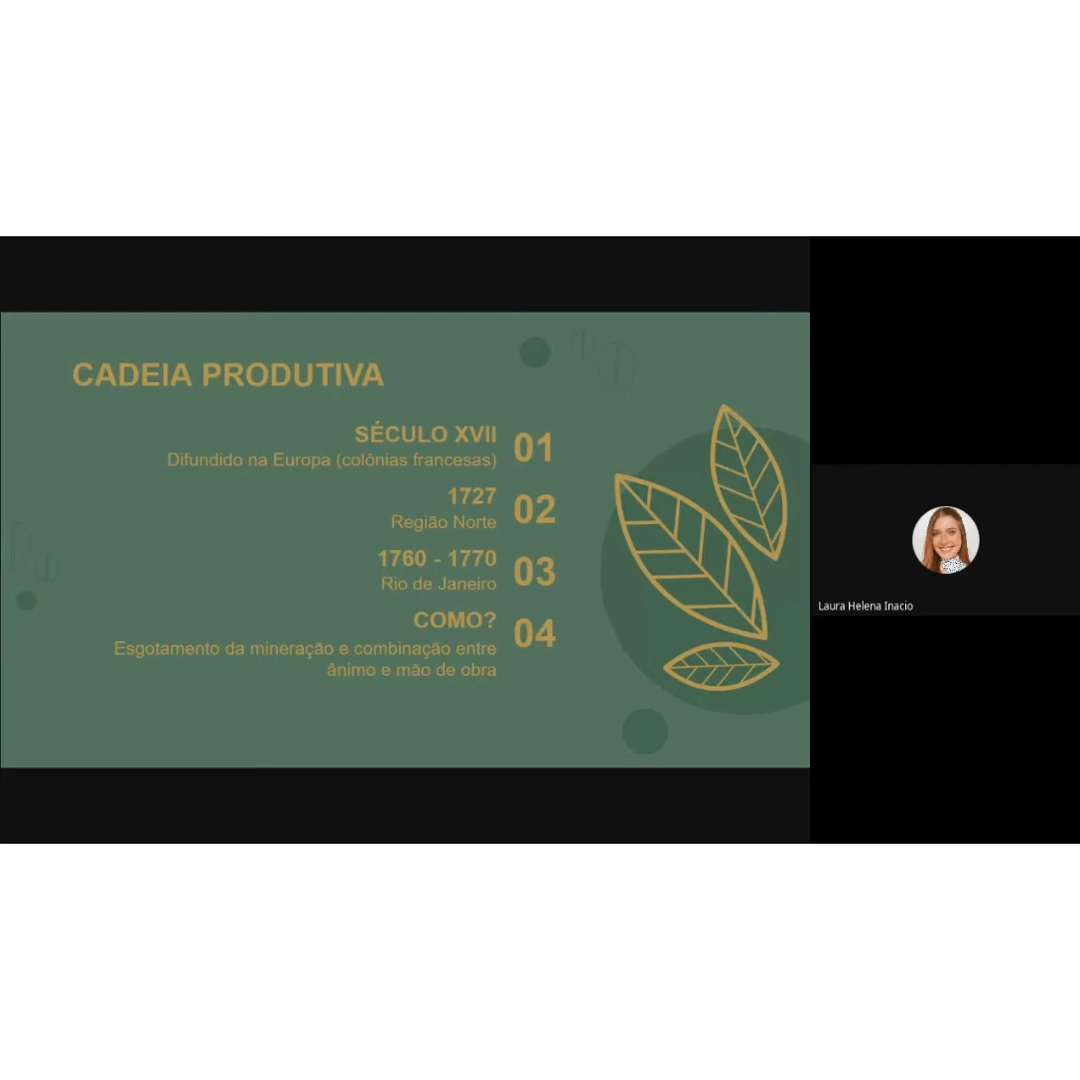 CADEIA PRODUTIVA
SÉCULO XVII
Difundido na Europa (colônias francesas)
01
1727
Região Norte
02
1760 - 1770
Rio de Janeiro
03
COMO?
Esgotamento da mineração e combinação entre
ânimo e mão de obra
04
Laura Helena Inacio